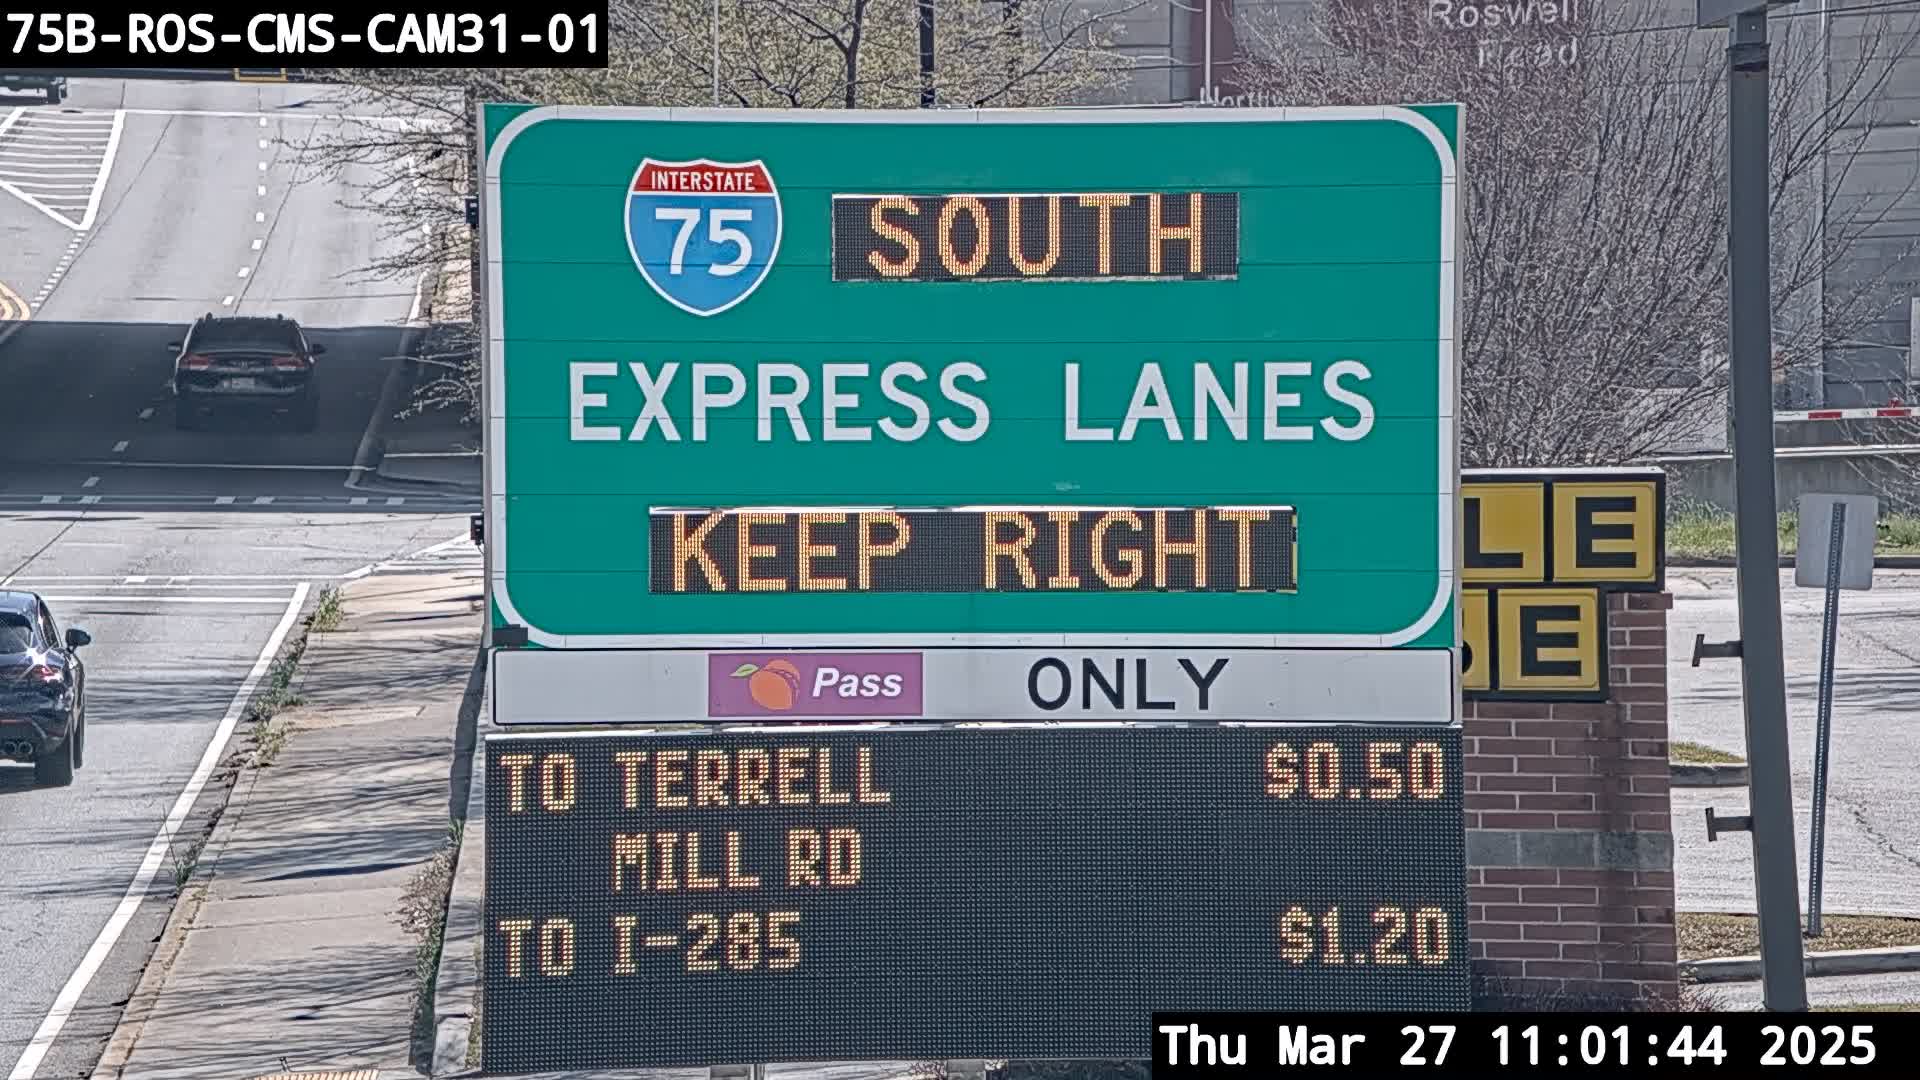 75B-ROS-CMS-CAM31-01
Roswell
Road
INTERSTATE
75
SOUTH
EXPRESS LANES
KEEP RIGHT
LE
E
Pass ONLY
TO TERRELL $0.50
MILL RD
TO I-285 $1.20
Thu Mar 27 11:01:44 2025